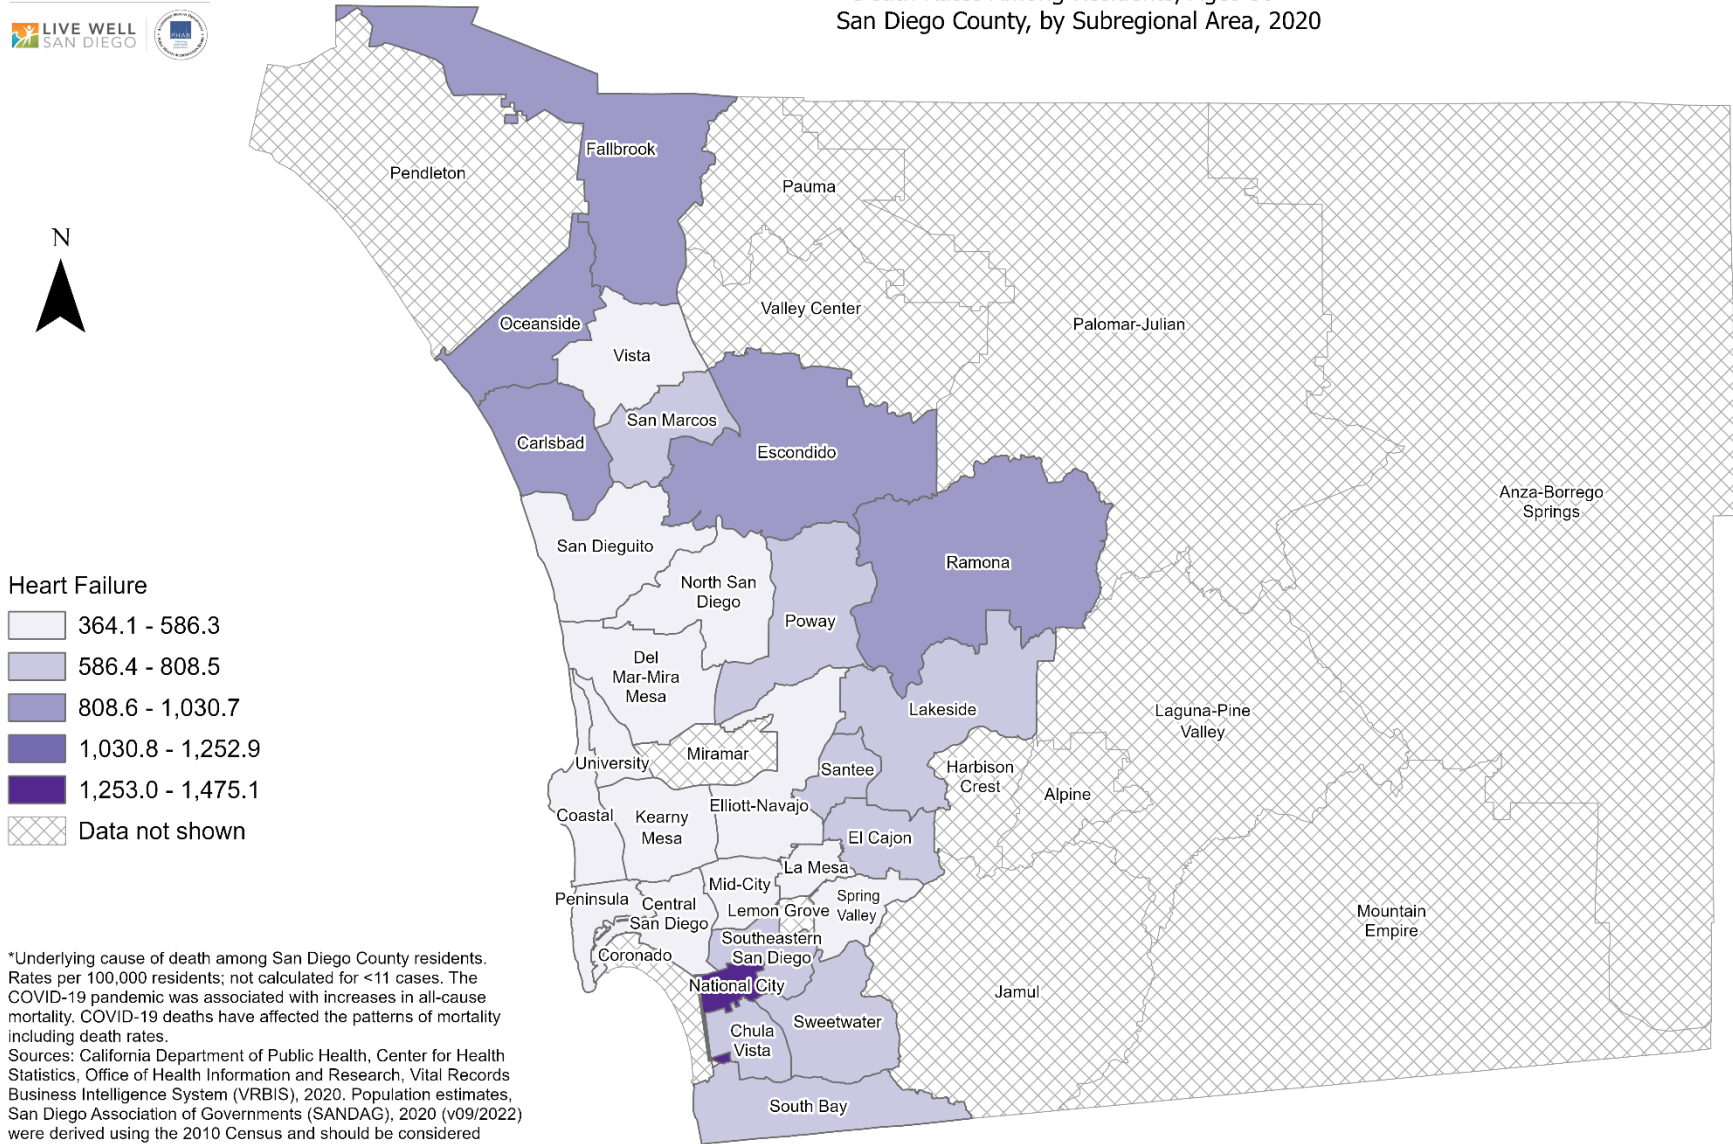 San Diego County, by Subregional Area, 2020
LIVE WELL
SAN DIEGO
PHAB
N
Fallbrook
Pendleton
Pauma
Valley Center
Oceanside
Palomar-Julian
Vista
San Marcos
Carlsbad
Escondido
Anza-Borrego
Springs
San Dieguito
Ramona
North San
Diego
Poway
Del
Mar-Mira
Mesa
Lakeside
Laguna-Pine
Valley
Miramar
University
Santee
Harbison
Crest
Alpine
Coastal
Kearny
Mesa
Elliott-Navajo
El Cajon
La Mesa
Mid-City
Peninsula
Central
San Diego
Lemon Grove
Spring
Valley
Mountain
Empire
Southeastern
San Diego
Coronado
National City
Jamul
Chula
Vista
Sweetwater
South Bay
Heart Failure
364.1 - 586.3
586.4 - 808.5
808.6 - 1,030.7
1,030.8 - 1,252.9
1,253.0 - 1,475.1
Data not shown
*Underlying cause of death among San Diego County residents.
Rates per 100,000 residents; not calculated for <11 cases. The
COVID-19 pandemic was associated with increases in all-cause
mortality. COVID-19 deaths have affected the patterns of mortality
including death rates.
Sources: California Department of Public Health, Center for Health
Statistics, Office of Health Information and Research, Vital Records
Business Intelligence System (VRBIS), 2020. Population estimates,
San Diego Association of Governments (SANDAG), 2020 (v09/2022)
were derived using the 2010 Census and should be considered